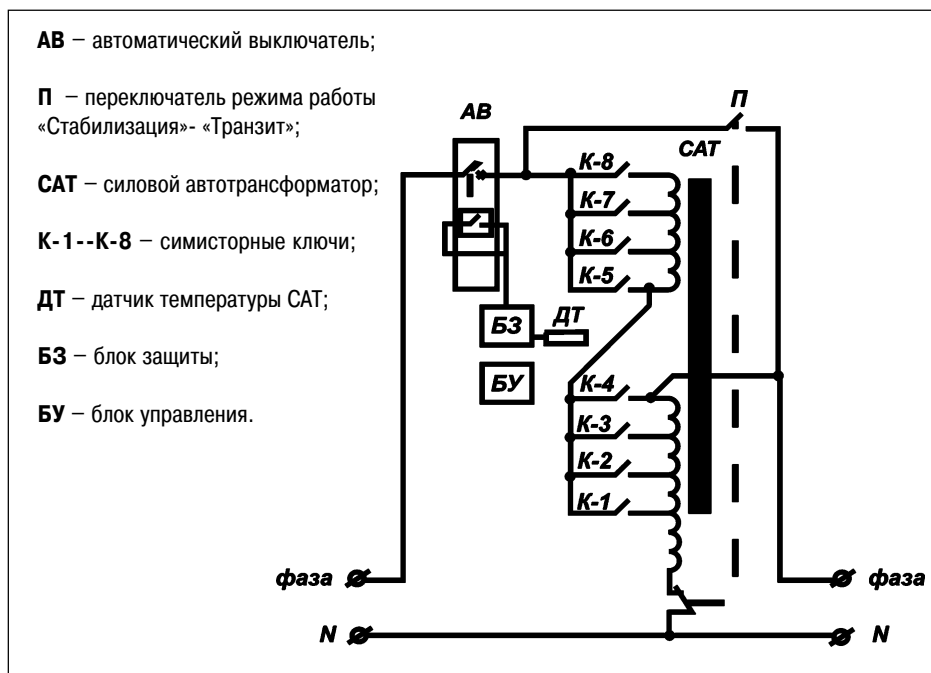 АВ – автоматический выключатель;
П – переключатель режима работы
«Стабилизация»- «Транзит»;
САТ – силовой автотрансформатор;
К-1--К-8 – симисторные ключи;
ДТ – датчик температуры САТ;
БЗ – блок защиты;
БУ – блок управления.
П
АВ
САТ
К-8
К-7
К-6
К-5
БЗ
ДТ
БУ
К-4
К-3
К-2
К-1
фаза
фаза
N
N